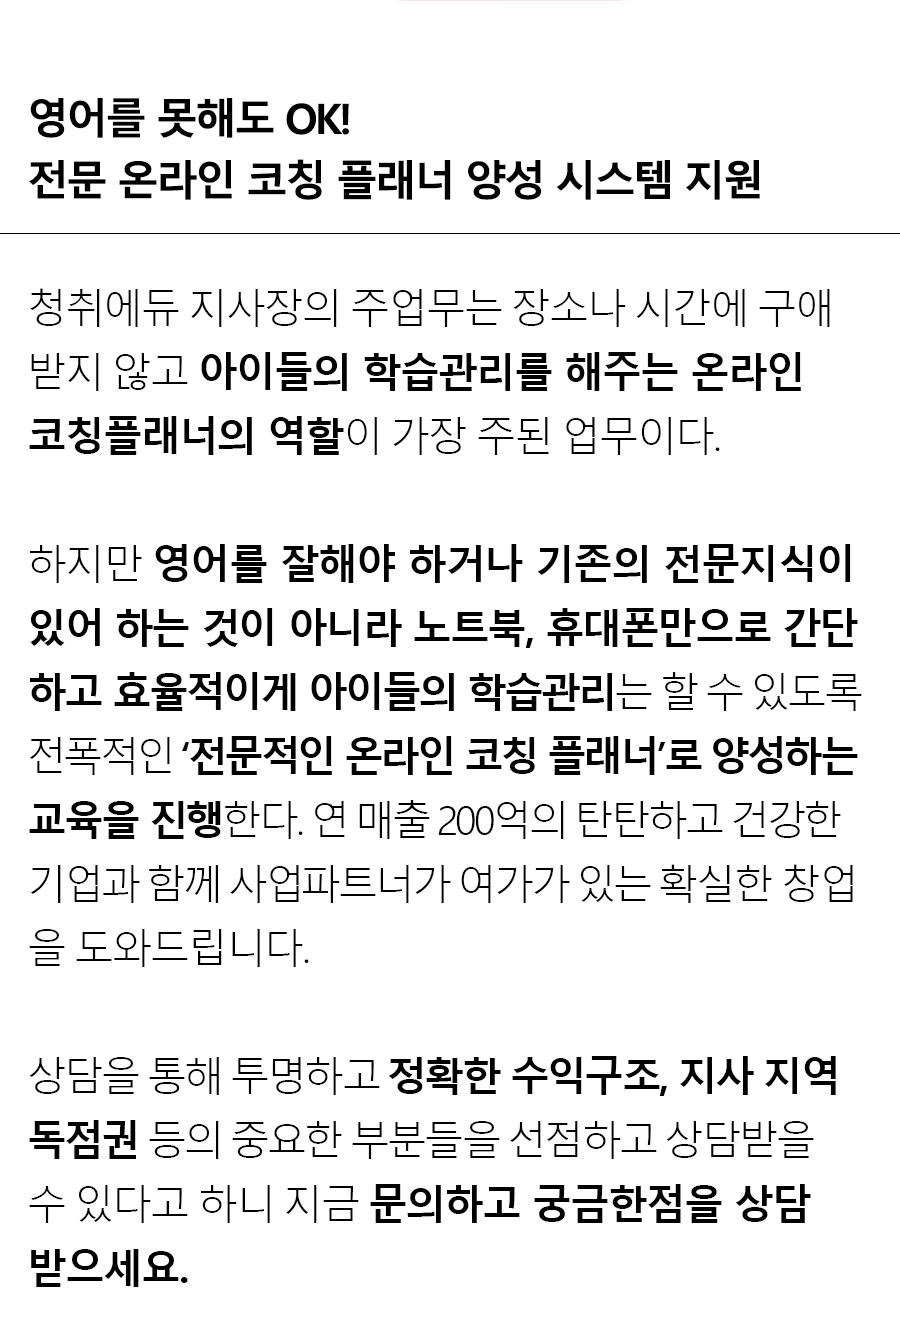 영어를 못해도 OK!
전문 온라인 코칭 플래너 양성 시스템 지원
청취에듀 지사장의 주업무는 장소나 시간에 구애
받지 않고 아이들의 학습관리를 해주는 온라인
코칭플래너의 역할이 가장 주된 업무이다.
하지만 영어를 잘해야 하거나 기존의 전문지식이
있어 하는 것이 아니라 노트북, 휴대폰만으로 간단
하고 효율적이게 아이들의 학습관리는 할 수 있도록
전폭적인 ‘전문적인 온라인 코칭 플래너’로 양성하는
교육을 진행한다. 연 매출 200억의 탄탄하고 건강한
기업과 함께 사업파트너가 여가가 있는 확실한 창업
을 도와드립니다.
상담을 통해 투명하고 정확한 수익구조, 지사 지역
독점권 등의 중요한 부분들을 선점하고 상담받을
수 있다고 하니 지금 문의하고 궁금한점을 상담
받으세요.